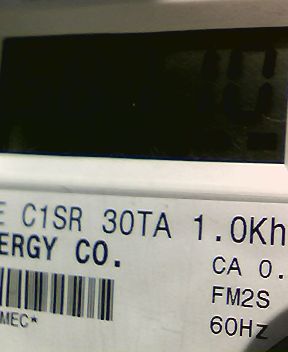 E C1SR 30TA 1.0Kh
ERGY CO.
CA 0.
FM2S
MEC*
60Hz